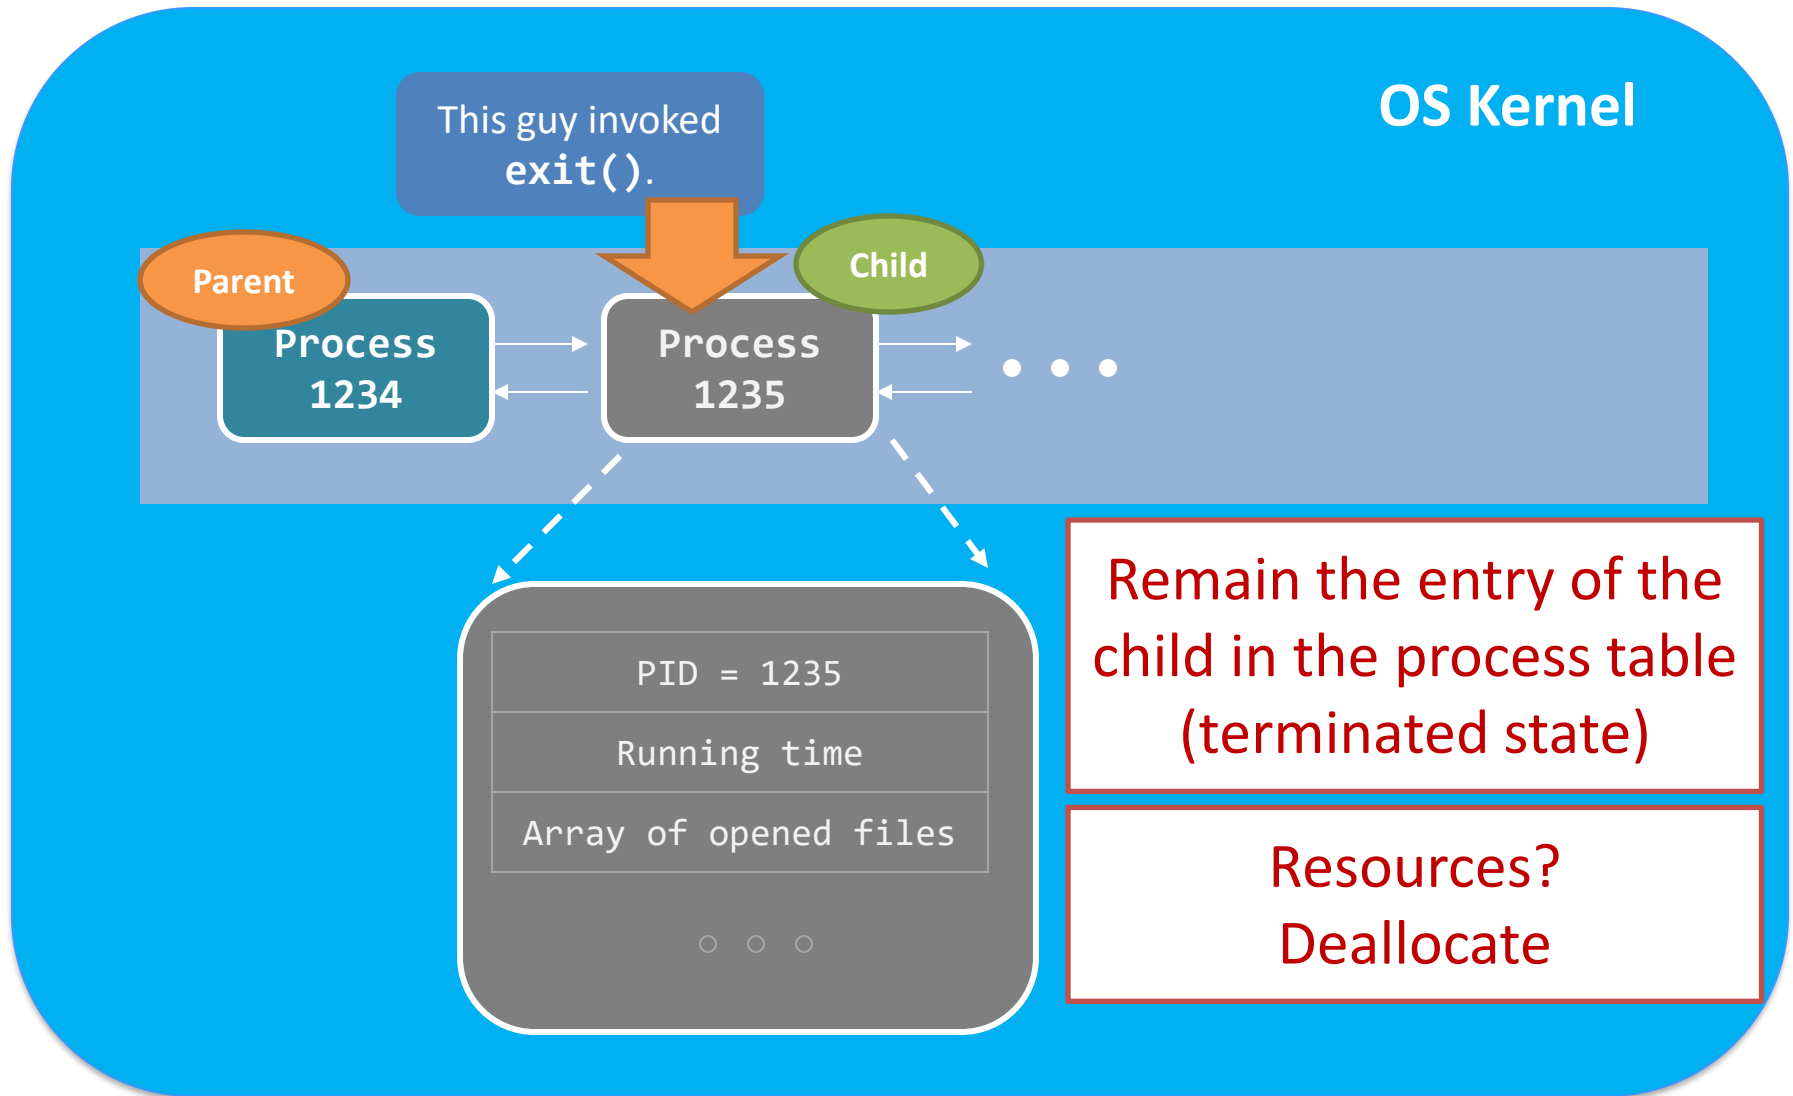 OS Kernel
This guy invoked
exit().
Parent
Child
Process
1234
Process
1235
PID = 1235
Running time
Array of opened files
Remain the entry of the
child in the process table
(terminated state)
Resources?
Deallocate